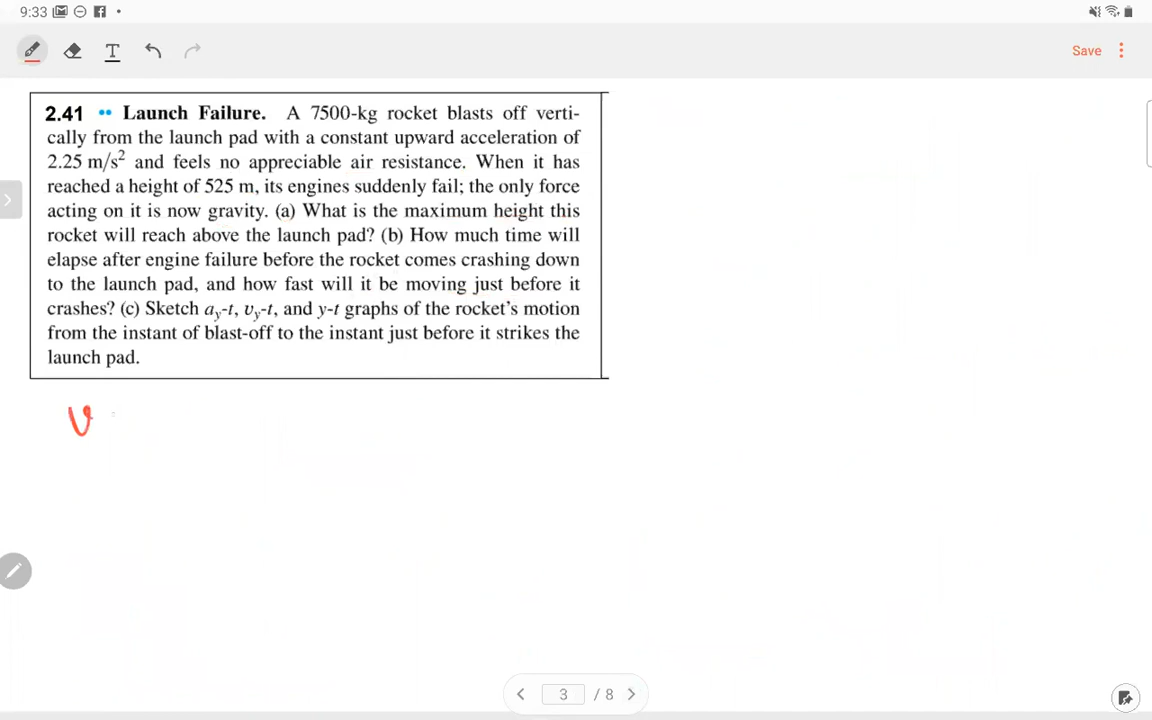 9:33
Save
2.41 •• Launch Failure. A 7500-kg rocket blasts off verti-
cally from the launch pad with a constant upward acceleration of
2.25 m/s² and feels no appreciable air resistance. When it has
reached a height of 525 m, its engines suddenly fail; the only force
acting on it is now gravity. (a) What is the maximum height this
rocket will reach above the launch pad? (b) How much time will
elapse after engine failure before the rocket comes crashing down
to the launch pad, and how fast will it be moving just before it
crashes? (c) Sketch ay-t, vy-t, and y-t graphs of the rocket's motion
from the instant of blast-off to the instant just before it strikes the
launch pad.
v
3 / 8